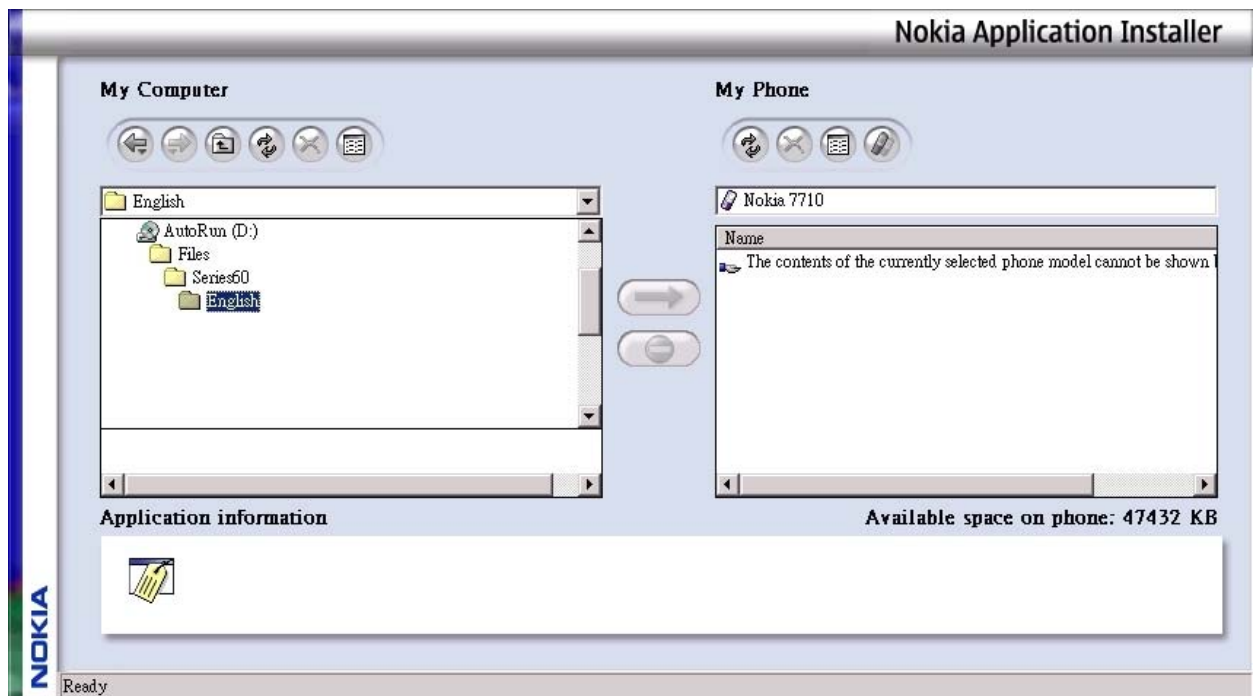 Nokia Application Installer
My Computer
My Phone
English
Nokia 7710
AutoRun (D:)
Files
Series60
English
Name
The contents of the currently selected phone model cannot be shown
Application information
Available space on phone: 47432 KB
NOKIA
Ready